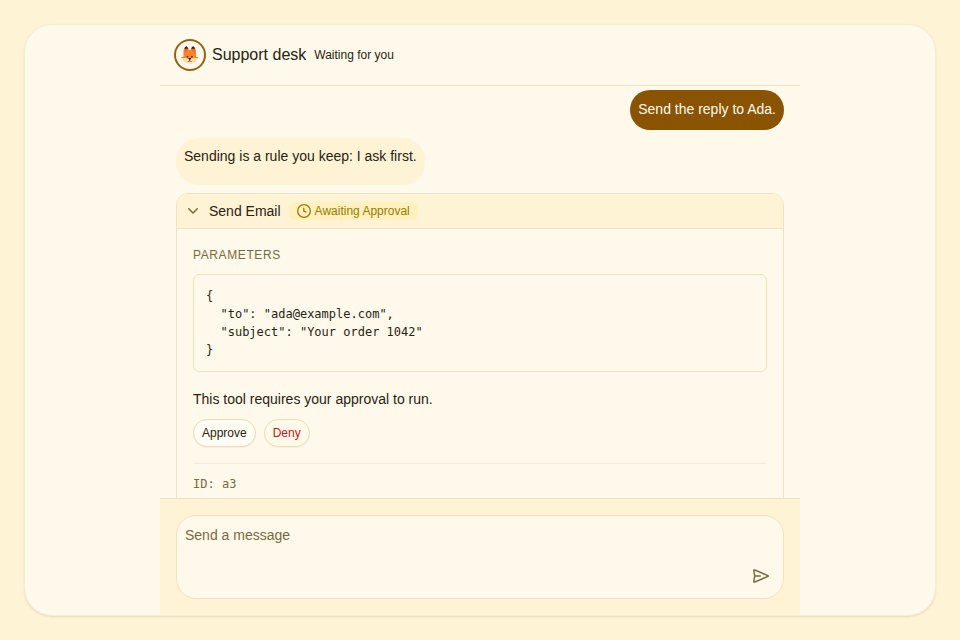 Support desk Waiting for you
Send the reply to Ada.
Sending is a rule you keep: I ask first.
Send Email Awaiting Approval
PARAMETERS
{
  "to": "ada@example.com",
  "subject": "Your order 1042"
}
This tool requires your approval to run.
Approve Deny
ID: a3
Send a message